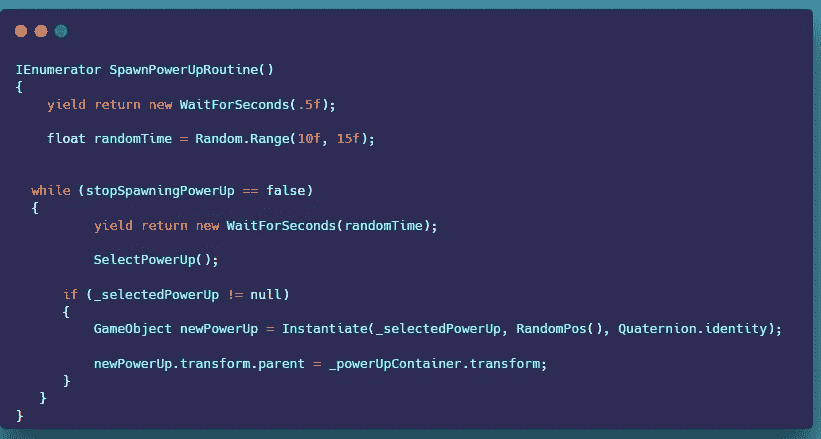 IEnumerator SpawnPowerUpRoutine()
{
    yield return new WaitForSeconds(.5f);
    float randomTime = Random.Range(10f, 15f);
  while (stopSpawningPowerUp == false)
  {
          yield return new WaitForSeconds(randomTime);
          SelectPowerUp();
      if (_selectedPowerUp != null)
      {
          GameObject newPowerUp = Instantiate(_selectedPowerUp, RandomPos(), Quaternion.identity);
          newPowerUp.transform.parent = _powerUpContainer.transform;
      }
   }
}